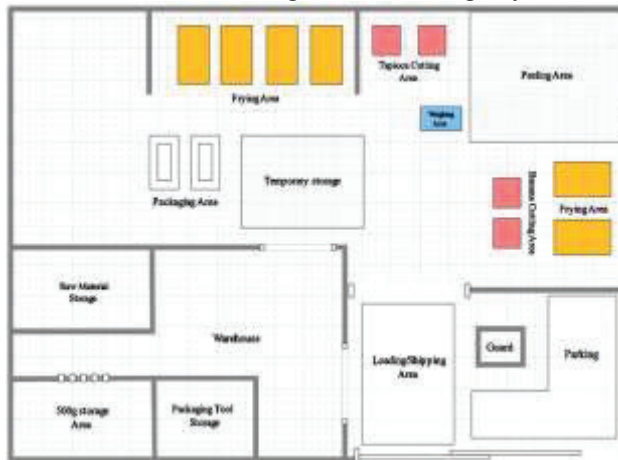 Tapioca Cutting
Area
Peeling Area
Frying Area
Weighing
Area
Temporary storage
Packaging Area
Banana Cutting Area
Frying Area
Raw Material
Storage
Warehouse
Loading/Shipping
Area
Guard
Parking
500g storage
Area
Packaging Tool
Storage